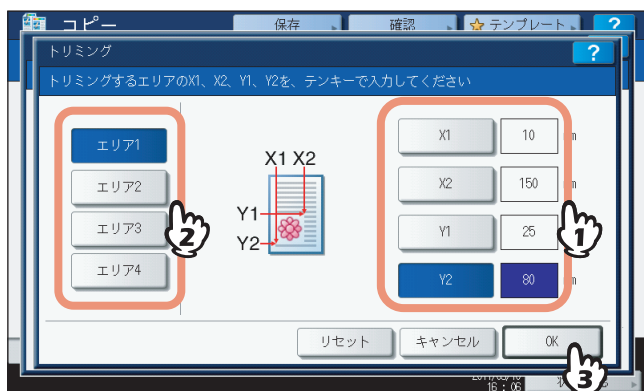 コピー
保存
確認
テンプレート
?
トリミング
?
トリミングするエリアのX1、X2、Y1、Y2を、テンキーで入力してください
エリア1
エリア2
エリア3
エリア4
2
X1 X2
Y1
Y2
X1 10
X2 150
Y1 25
Y2 80
1
リセット
キャンセル
OK
3
16：06